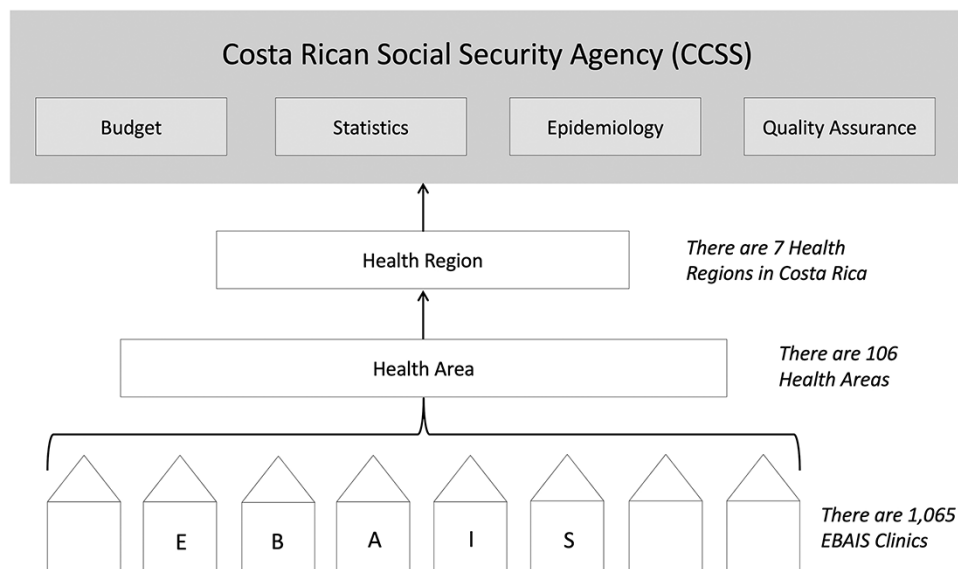 Costa Rican Social Security Agency (CCSS)
Budget
Statistics
Epidemiology
Quality Assurance
Health Region
There are 7 Health
Regions in Costa Rica
Health Area
There are 106
Health Areas
E B A I S
There are 1,065
EBAIS Clinics